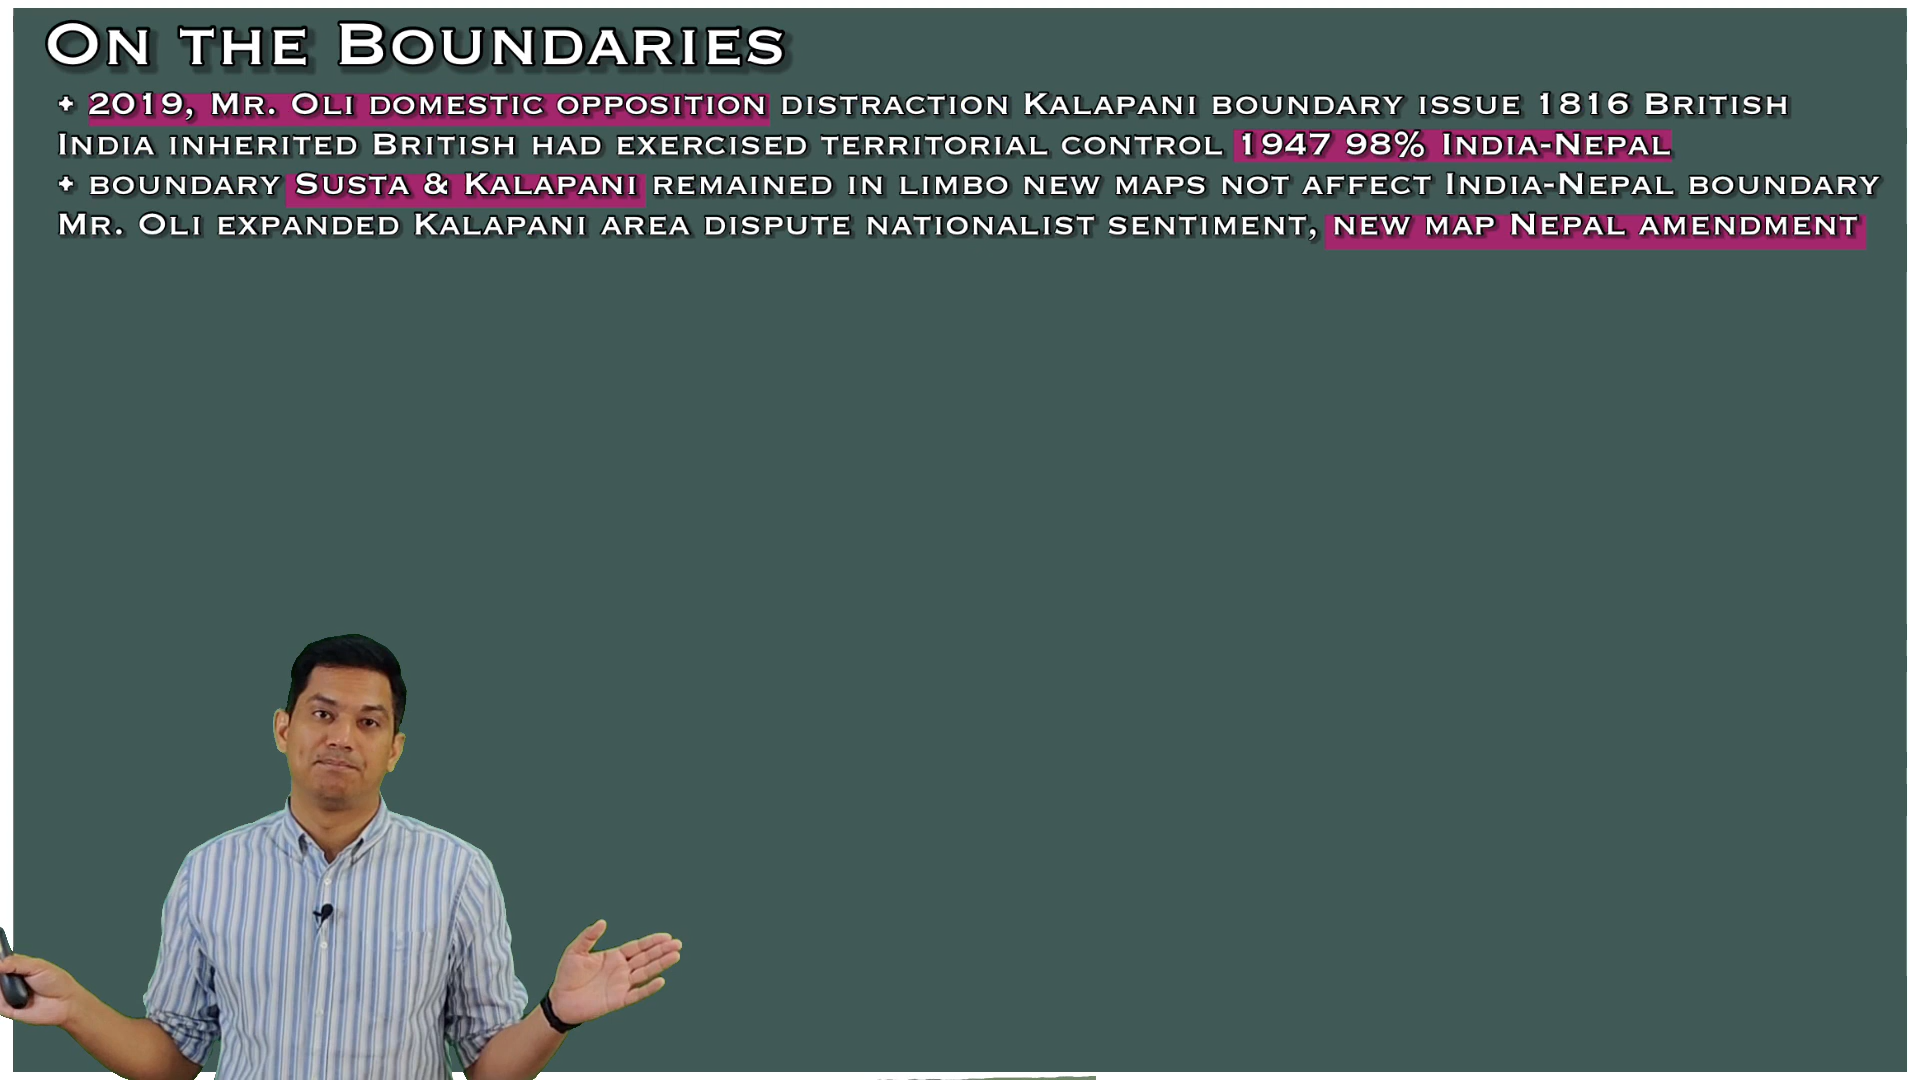 On the Boundaries
+ 2019, Mr. Oli domestic opposition distraction Kalapani boundary issue 1816 British
India inherited British had exercised territorial control 1947 98% India-Nepal
+ boundary Susta & Kalapani remained in limbo new maps not affect India-Nepal boundary
Mr. Oli expanded Kalapani area dispute nationalist sentiment, new map Nepal amendment